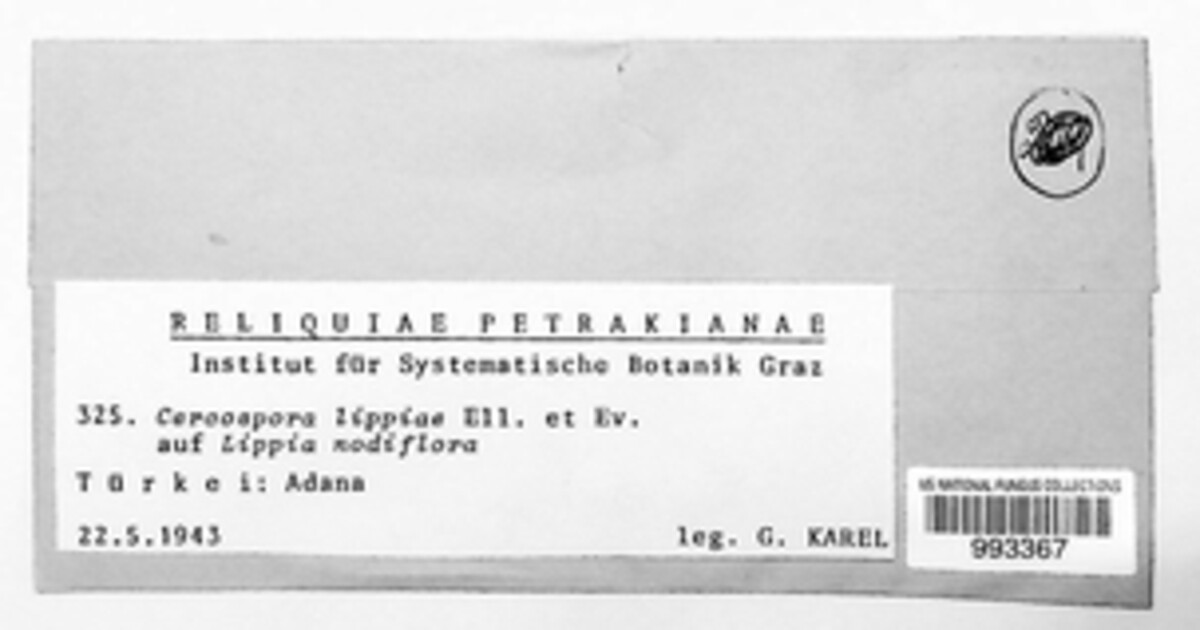 RELIQUIAE PETRAKIANAE
Institut für Systematische Botanik Graz
325. Cercospora lippiae Ell. et Ev.
auf Lippia nodiflora
Türkei: Adana
22.5.1943 leg. G. KAREL
US NATIONAL FUNGUS COLLECTIONS
993367